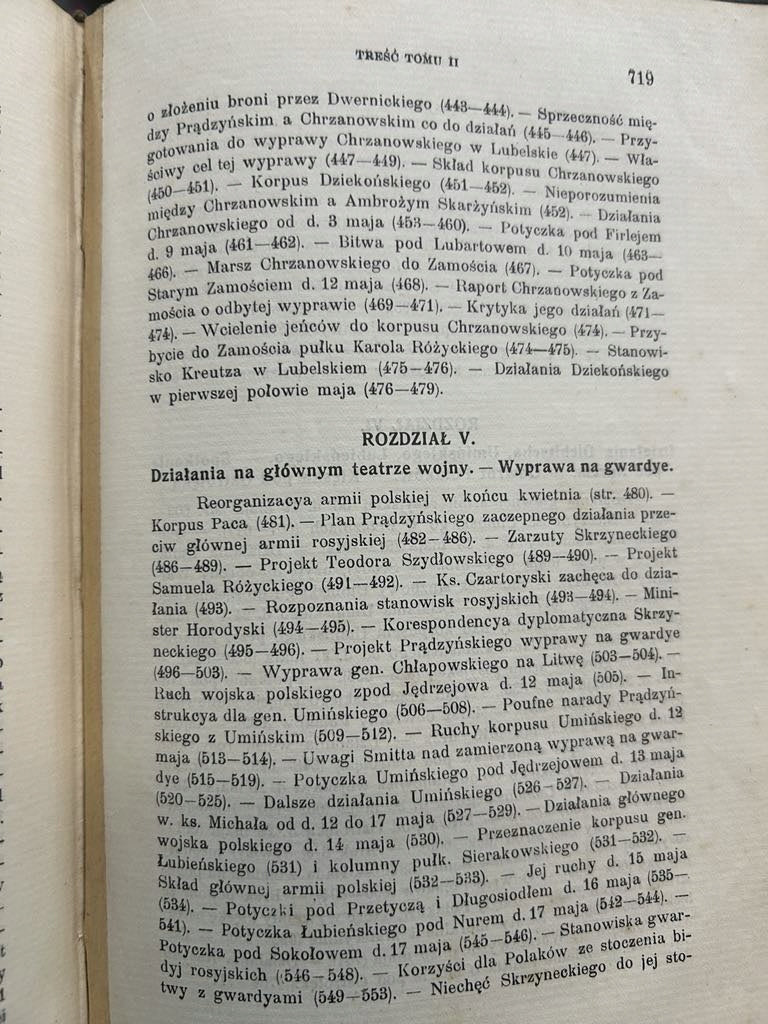 TREŚĆ TOMU II
719
o złożeniu broni przez Dwernickiego (443—444). — Sprzeczność mię-
dzy Prądzyńskim a Chrzanowskim co do działań (445—446). — Przy-
gotowania do wyprawy Chrzanowskiego w Lubelskie (447). — Wła-
ściwy cel tej wyprawy (447—449). — Skład korpusu Chrzanowskiego
(450—451). — Korpus Dziekońskiego (451—452). — Nieporozumienia
między Chrzanowskim a Ambrożym Skarżyńskim (452). — Działania
Chrzanowskiego od d. 3 maja (453—460). — Potyczka pod Firlejem
d. 9 maja (461—462). — Bitwa pod Lubartowem d. 10 maja (463—
466). — Marsz Chrzanowskiego do Zamościa (467). — Potyczka pod
Starym Zamościem d. 12 maja (468). — Raport Chrzanowskiego z Za-
mościa o odbytej wyprawie (469—471). — Krytyka jego działań (471—
474). — Wcielenie jeńców do korpusu Chrzanowskiego (474). — Przy-
bycie do Zamościa pułku Karola Różyckiego (474—475). — Stanowi-
sko Kreutza w Lubelskiem (475—476). — Działania Dziekońskiego
w pierwszej połowie maja (476—479).
ROZDZIAŁ V.
Działania na głównym teatrze wojny. — Wyprawa na gwardye.
Reorganizacya armii polskiej w końcu kwietnia (str. 480). —
Korpus Paca (481). — Plan Prądzyńskiego zaczepnego działania prze-
ciw głównej armii rosyjskiej (482—486). — Zarzuty Skrzyneckiego
(486—489). — Projekt Teodora Szydłowskiego (489—490). — Projekt
Samuela Różyckiego (491—492). — Ks. Czartoryski zachęca do dzia-
łania (493). — Rozpoznania stanowisk rosyjskich (493—494). — Mini-
ster Horodyski (494—495). — Korespondencya dyplomatyczna Skrzy-
neckiego (495—496). — Projekt Prądzyńskiego wyprawy na gwardye
(496—503). — Wyprawa gen. Chłapowskiego na Litwę (503—504). —
Ruch wojska polskiego zpod Jędrzejowa d. 12 maja (505). — In-
strukcya dla gen. Umińskiego (506—508). — Poufne narady Prądzyń-
skiego z Umińskim (509—512). — Ruchy korpusu Umińskiego d. 12
maja (513—514). — Uwagi Smitta nad zamierzoną wyprawą na gwar-
dye (515—519). — Potyczka Umińskiego pod Jędrzejowem d. 13 maja
(520—525). — Dalsze działania Umińskiego (526—527). — Działania
w. ks. Michała od d. 12 do 17 maja (527—529). — Działania głównego
wojska polskiego d. 14 maja (530). — Przeznaczenie korpusu gen.
Łubieńskiego (531) i kolumny pułk. Sierakowskiego (531—532). —
Skład głównej armii polskiej (532—533). — Jej ruchy d. 15 maja
(534). — Potyczki pod Przetyczą i Długosiodłem d. 16 maja (535—
541). — Potyczka Łubieńskiego pod Nurem d. 17 maja (542—544). —
Potyczka pod Sokołowem d. 17 maja (545—546). — Stanowiska gwar-
dyj rosyjskich (546—548). — Korzyści dla Polaków ze stoczenia bi-
twy z gwardyami (549—553). — Niechęć Skrzyneckiego do jej sto-